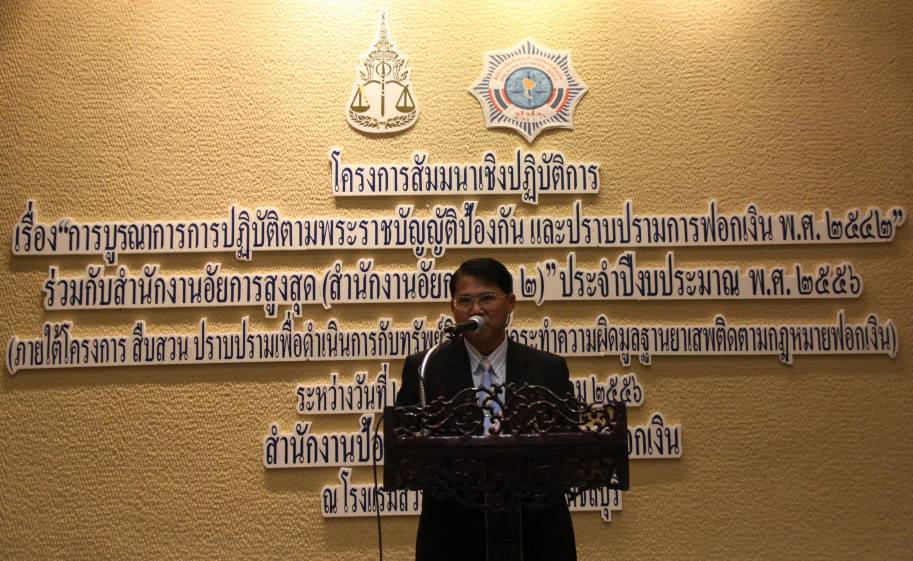 โครงการสัมมนาเชิงปฏิบัติการ
เรื่อง“การบูรณาการการปฏิบัติตามพระราชบัญญัติป้องกัน และปราบปรามการฟอกเงิน พ.ศ. ๒๕๔๒”
ร่วมกับสำนักงานอัยการสูงสุด (สำนักงานอัยก ๒)” ประจำปีงบประมาณ พ.ศ. ๒๕๕๖
(ภายใต้โครงการ สืบสวน ปราบปรามเพื่อดำเนินการกับทรัพย์ ระทำความผิดมูลฐานยาเสพติดตามกฎหมายฟอกเงิน)
ระหว่างวันที่ ม ๒๕๕๖
สำนักงานป้อ อกเงิน
ณ โรงแรมสว ชลบุรี